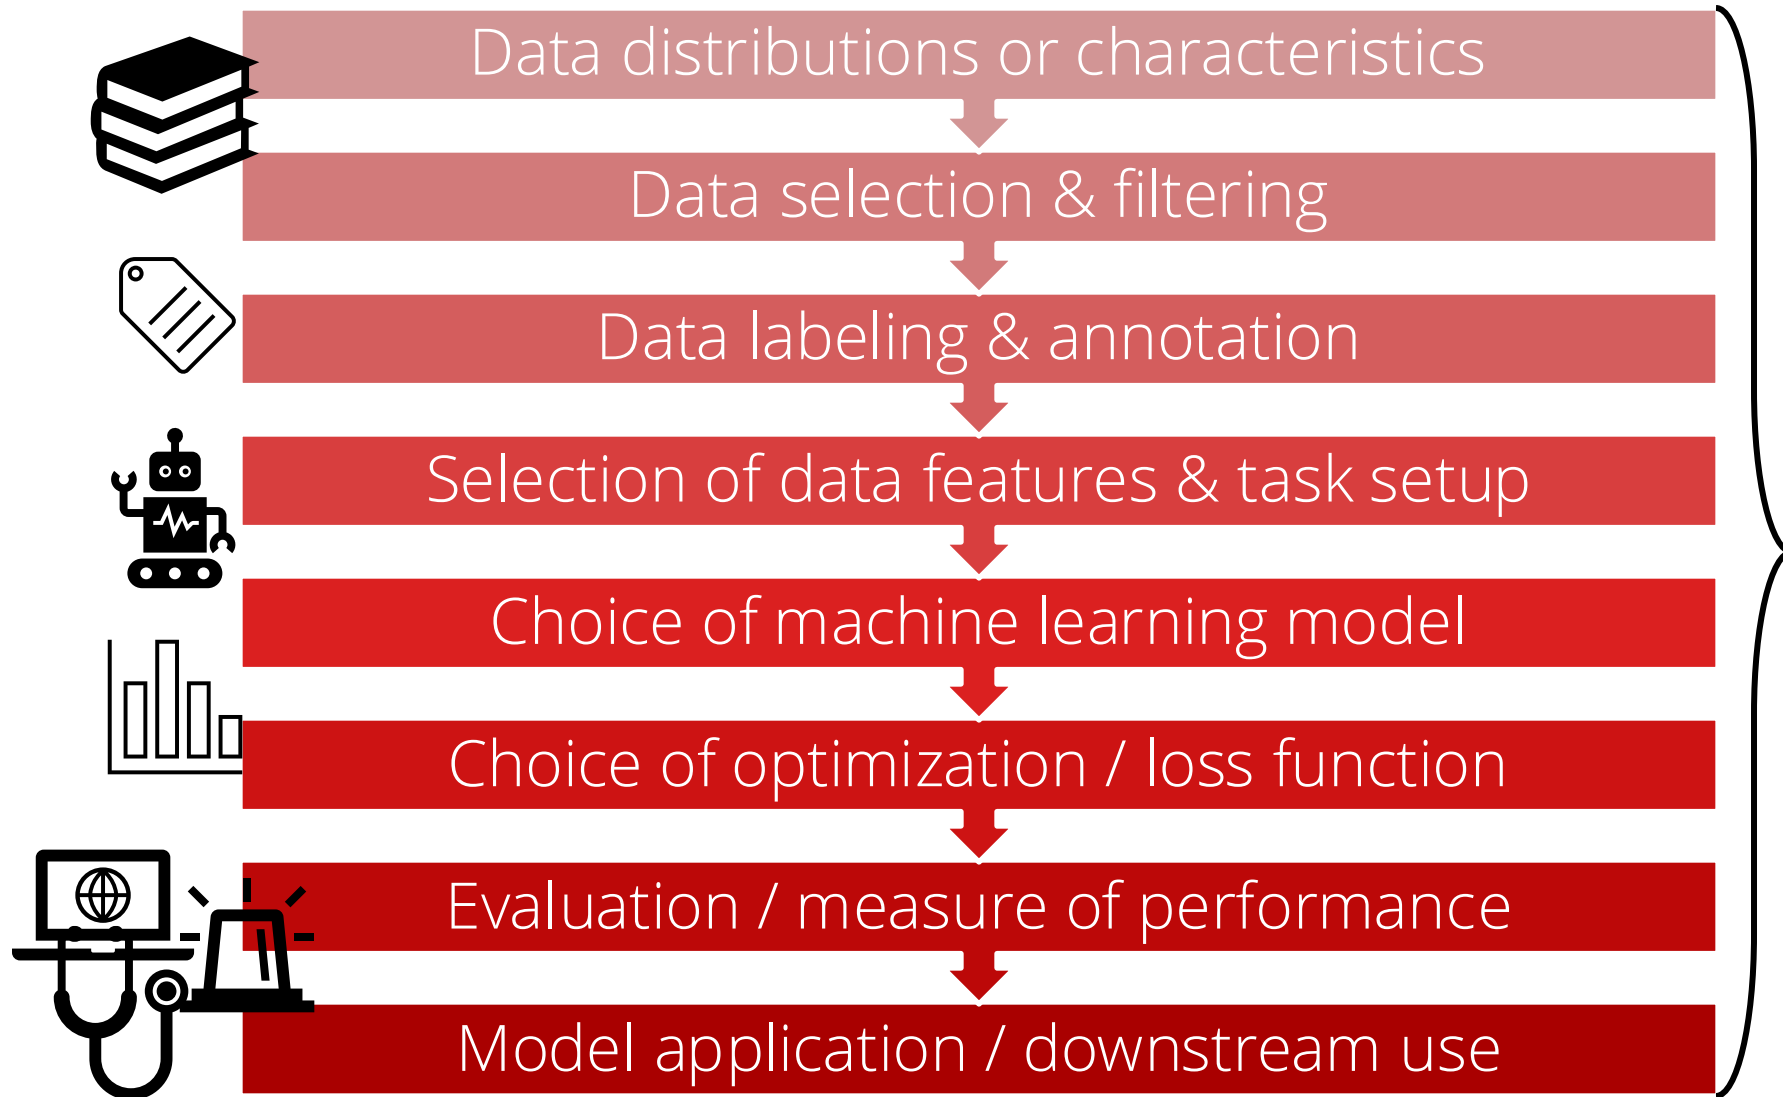 Data distributions or characteristics
Data selection & filtering
Data labeling & annotation
Selection of data features & task setup
Choice of machine learning model
Choice of optimization / loss function
Evaluation / measure of performance
Model application / downstream use